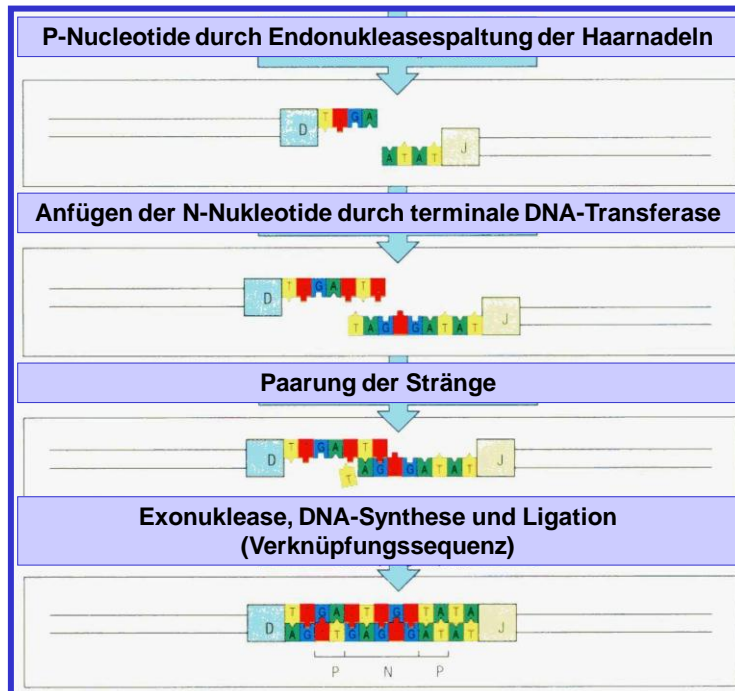 P-Nucleotide durch Endonukleasespaltung der Haarnadeln
D T G A
A T A T J
Anfügen der N-Nukleotide durch terminale DNA-Transferase
D T G A T
T A G G A T A T J
Paarung der Stränge
D T G A T
T A G G A T A T J
Exonuklease, DNA-Synthese und Ligation
(Verknüpfungssequenz)
T G A T G T A T A
D A G T G A G G A T A T J
P N P